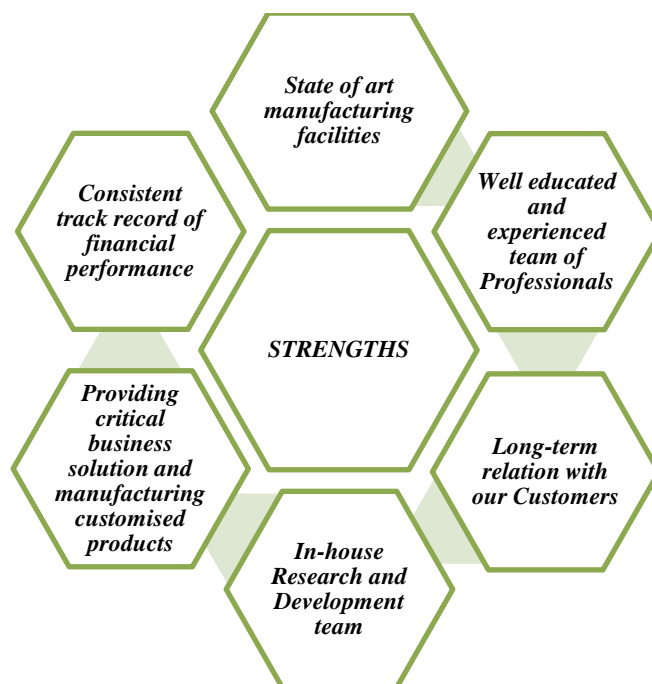 State of art
manufacturing
facilities
Well educated
and
experienced
team of
Professionals
Long-term
relation with
our Customers
In-house
Research and
Development
team
Providing
critical
business
solution and
manufacturing
customised
products
Consistent
track record of
financial
performance
STRENGTHS